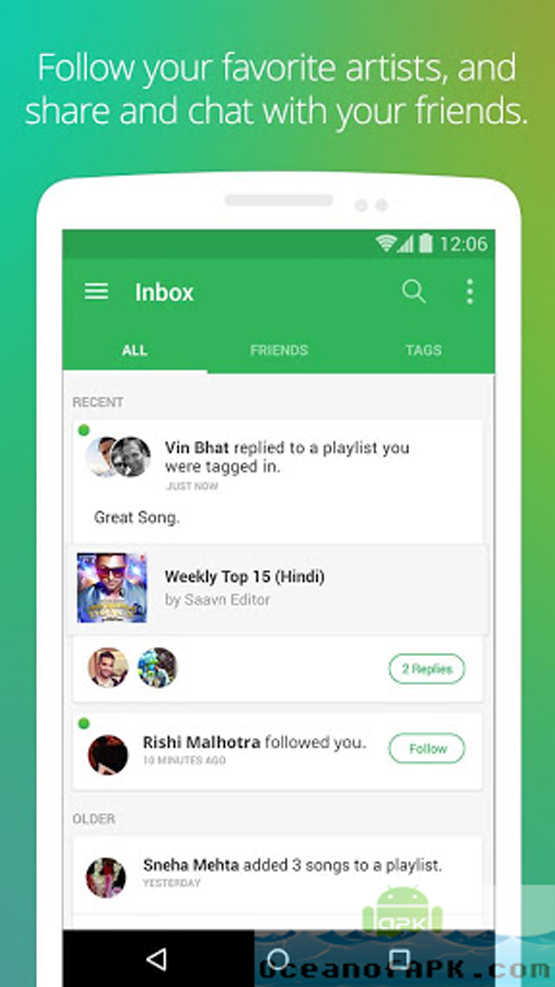 Follow your favorite artists, and
share and chat with your friends.
12:06
Inbox
ALL FRIENDS TAGS
RECENT
Vin Bhat replied to a playlist you
were tagged in.
JUST NOW
Great Song.
Weekly Top 15 (Hindi)
by Saavn Editor
2 Replies
Rishi Malhotra followed you.
10 MINUTES AGO
Follow
OLDER
Sneha Mehta added 3 songs to a playlist.
YESTERDAY
APK
OceanofAPK.com